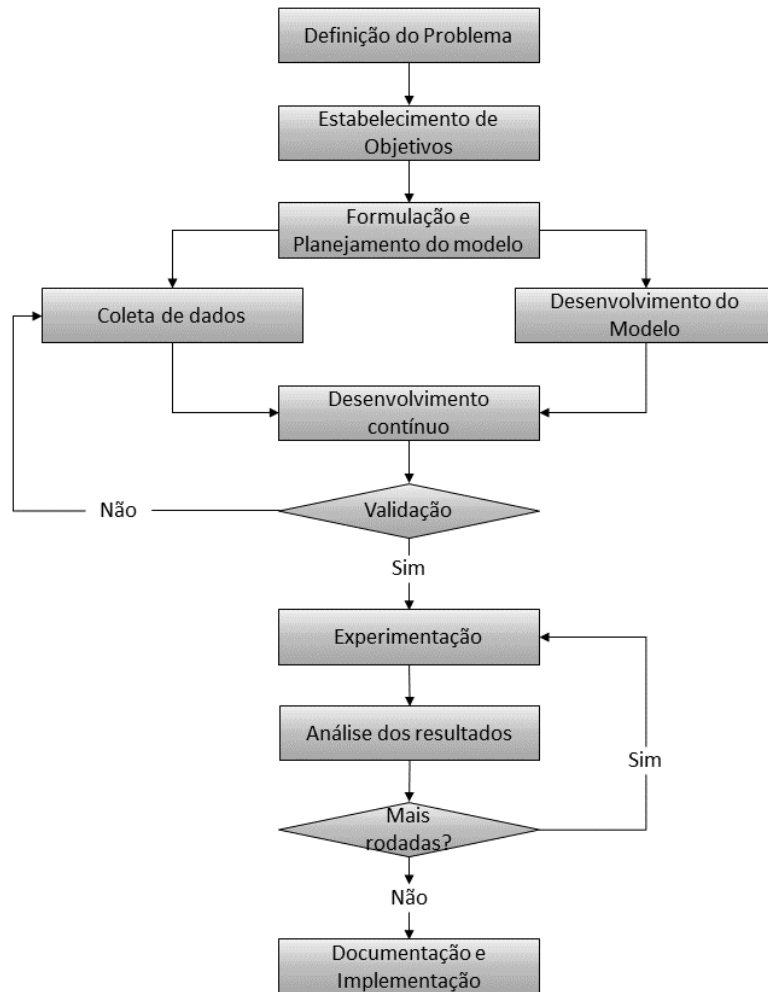 Definição do Problema
Estabelecimento de
Objetivos
Formulação e
Planejamento do modelo
Coleta de dados
Desenvolvimento do
Modelo
Desenvolvimento
contínuo
Não
Validação
Sim
Experimentação
Análise dos resultados
Sim
Mais
rodadas?
Não
Documentação e
Implementação